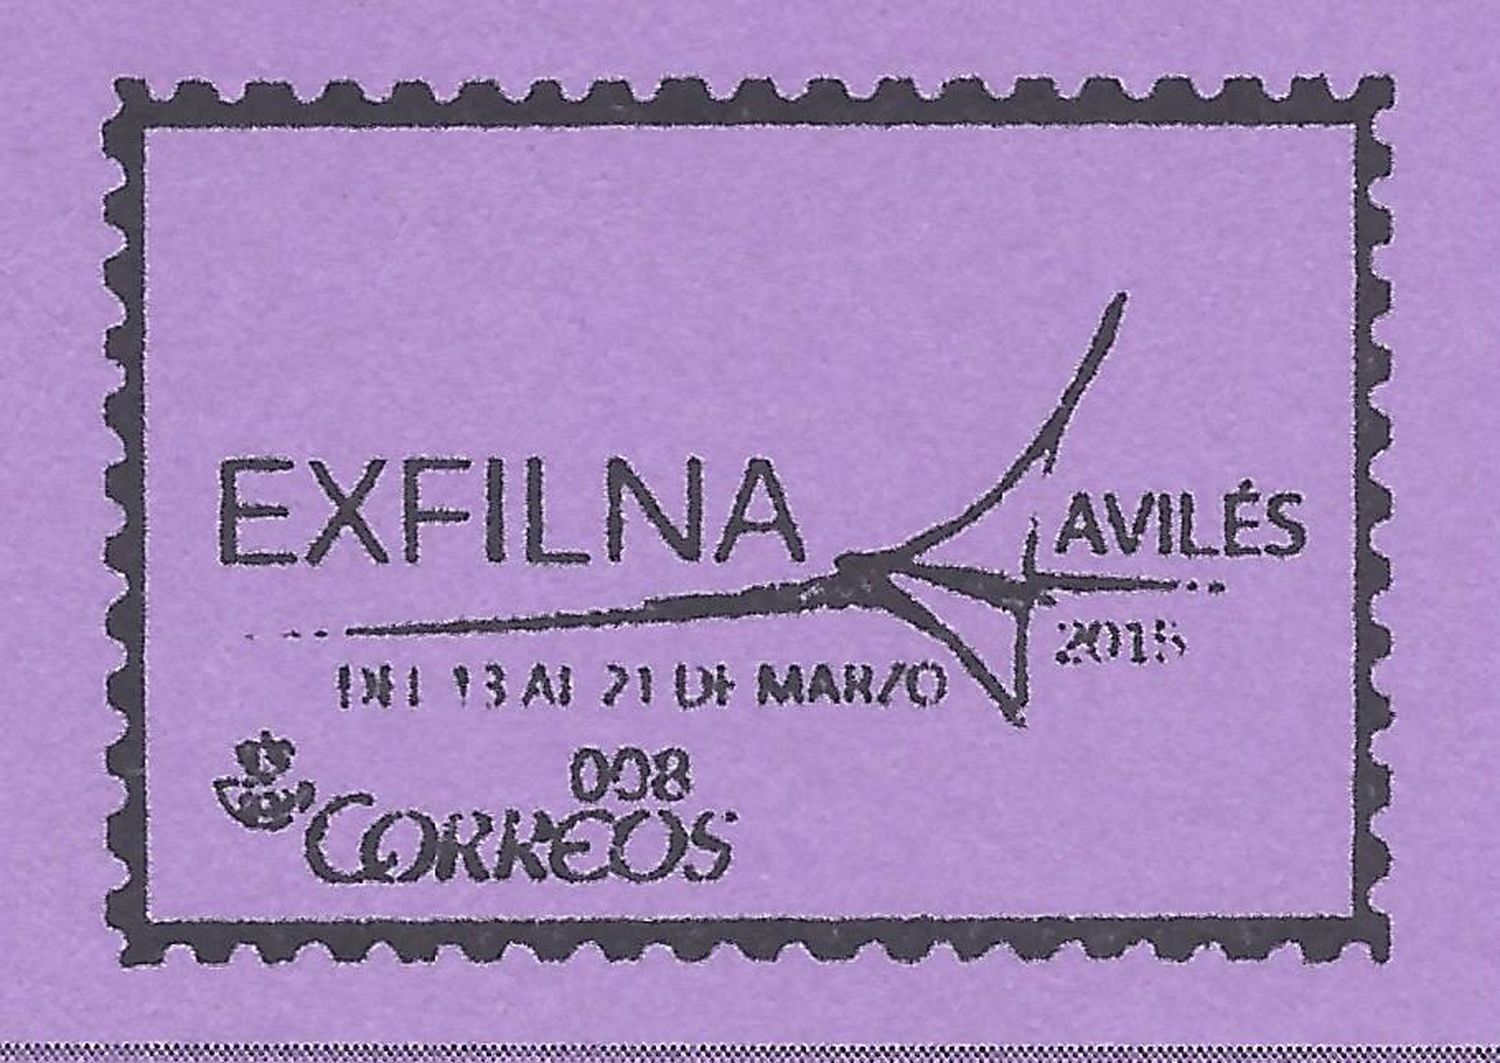 EXFILNA
AVILÉS
2015
DEL 13 AL 21 DE MARZO
008
CORREOS